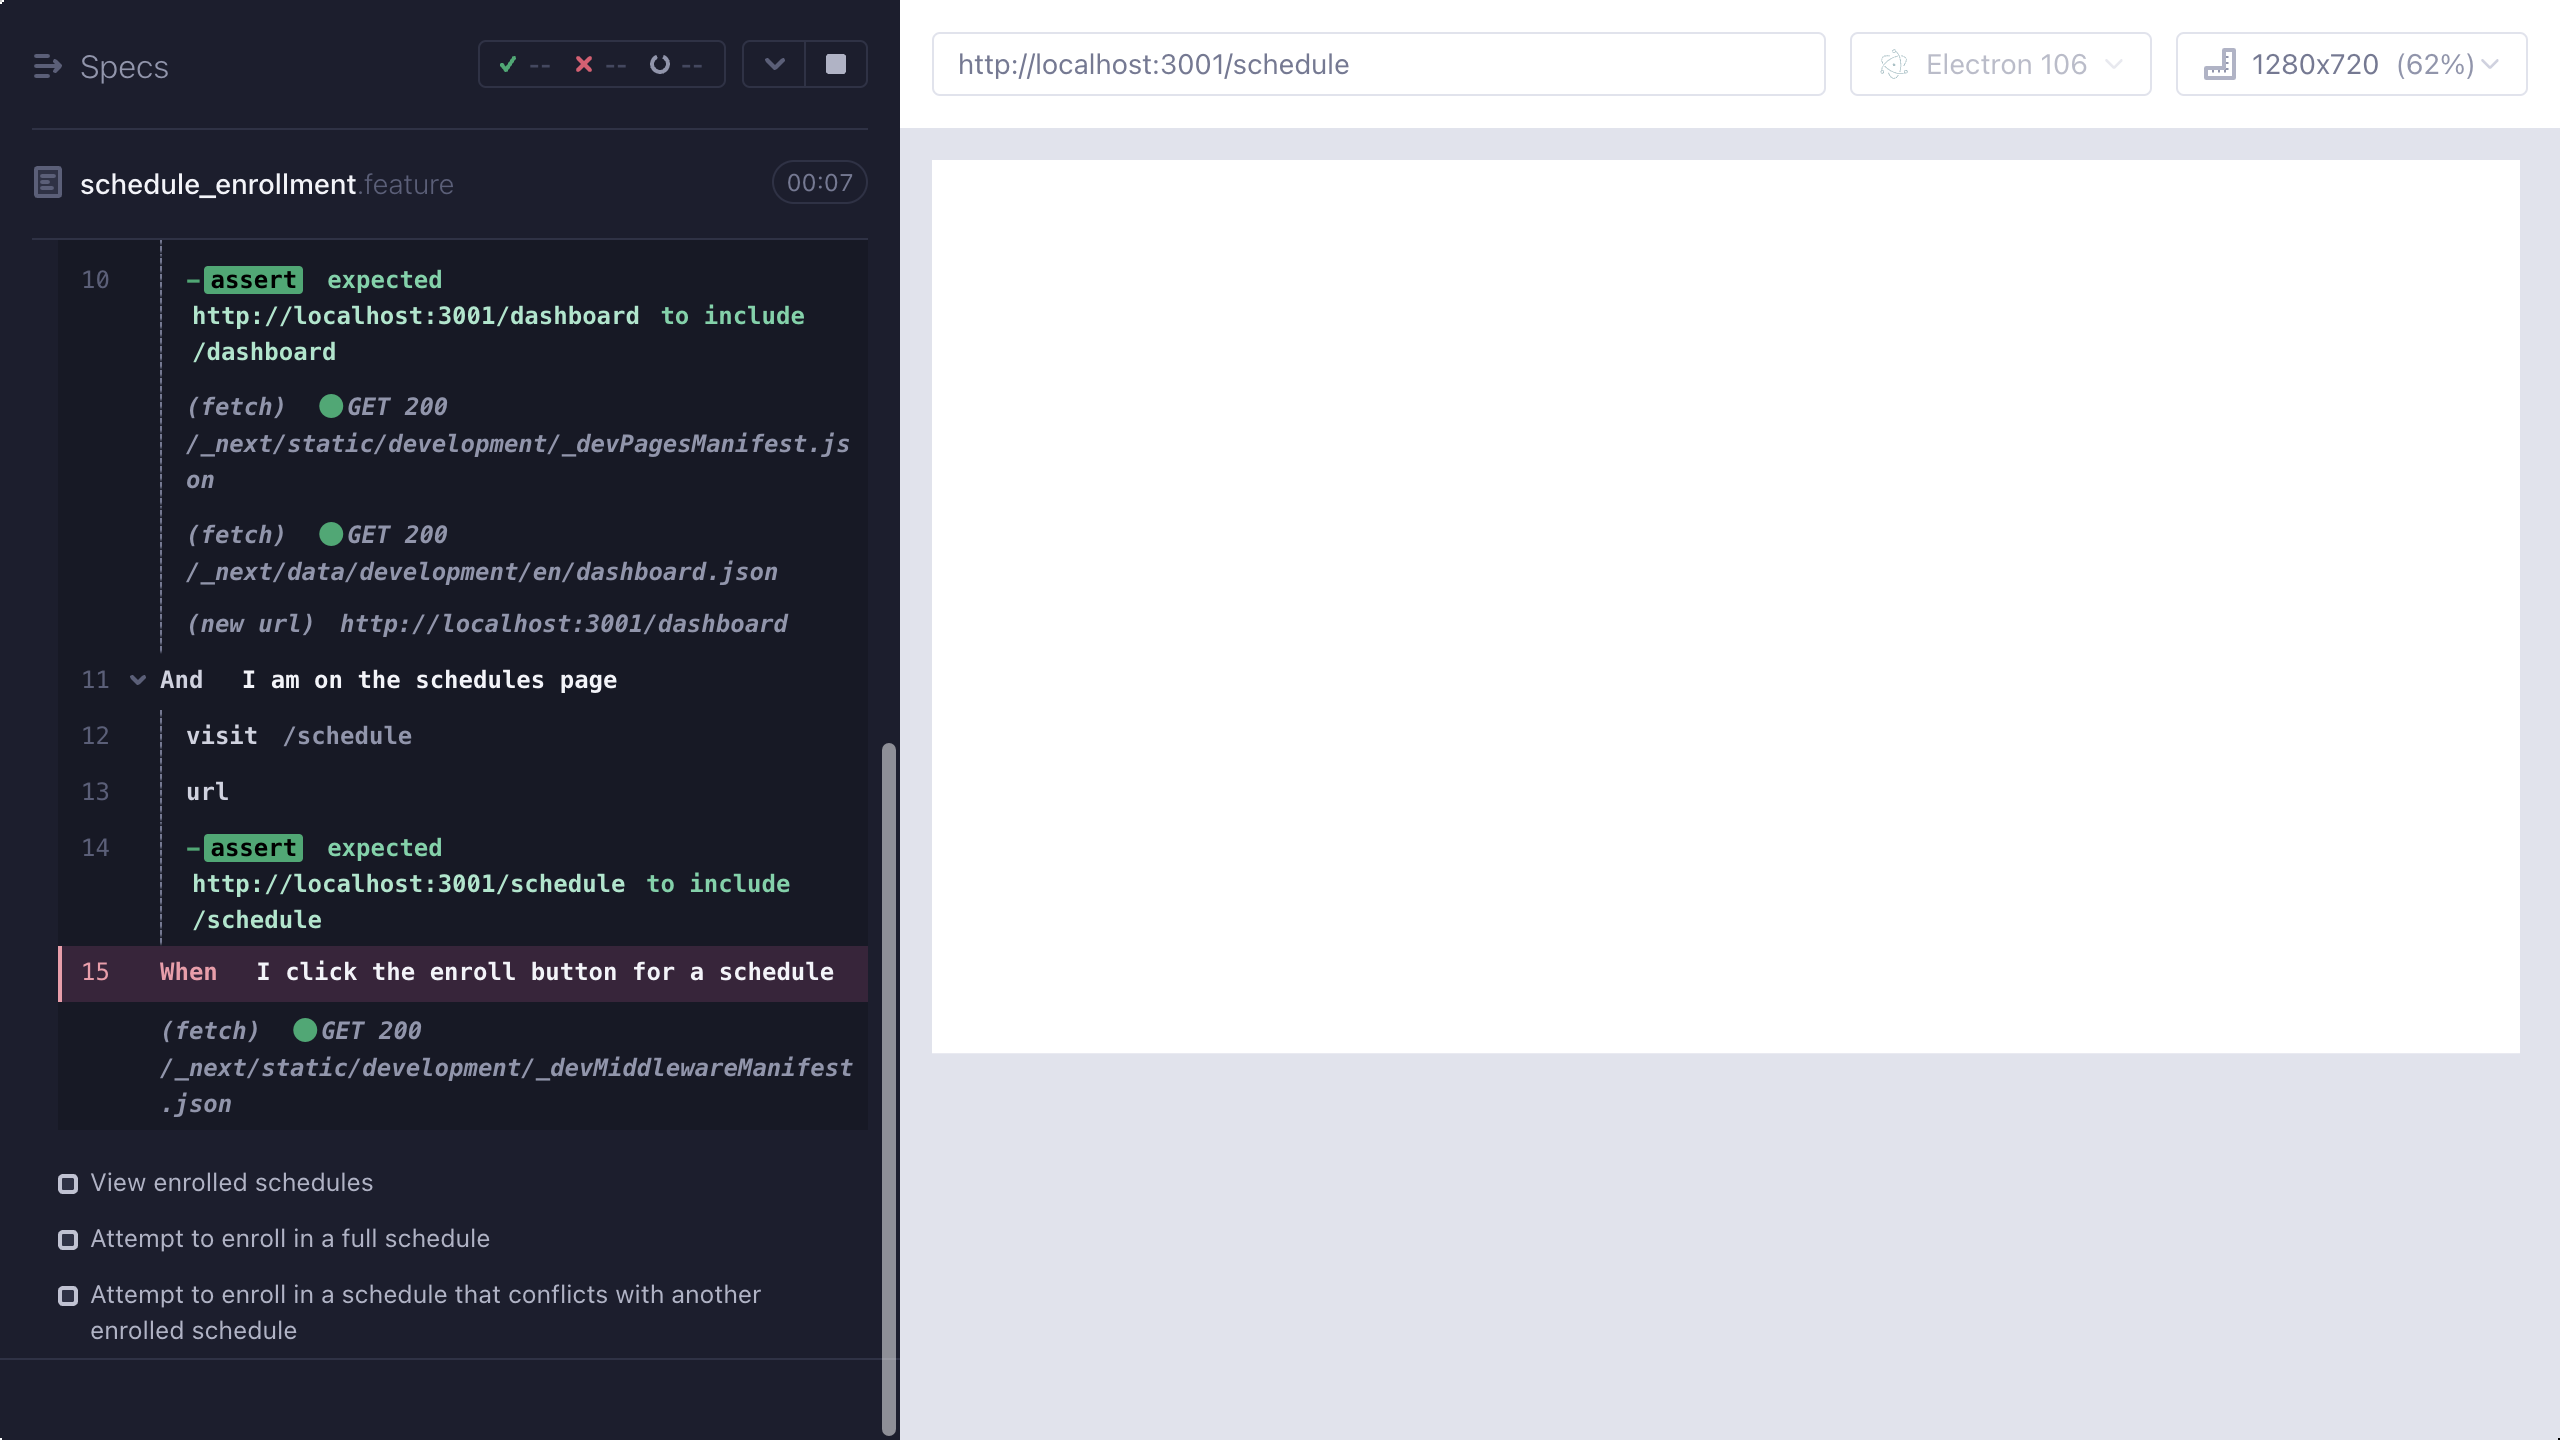 Specs
-- -- --
schedule_enrollment.feature 00:07
10 -assert expected
http://localhost:3001/dashboard to include
/dashboard
(fetch) GET 200
/_next/static/development/_devPagesManifest.js
on
(fetch) GET 200
/_next/data/development/en/dashboard.json
(new url) http://localhost:3001/dashboard
11 And I am on the schedules page
12 visit /schedule
13 url
14 -assert expected
http://localhost:3001/schedule to include
/schedule
15 When I click the enroll button for a schedule
(fetch) GET 200
/_next/static/development/_devMiddlewareManifest
.json
View enrolled schedules
Attempt to enroll in a full schedule
Attempt to enroll in a schedule that conflicts with another
enrolled schedule
http://localhost:3001/schedule
Electron 106
1280x720 (62%)